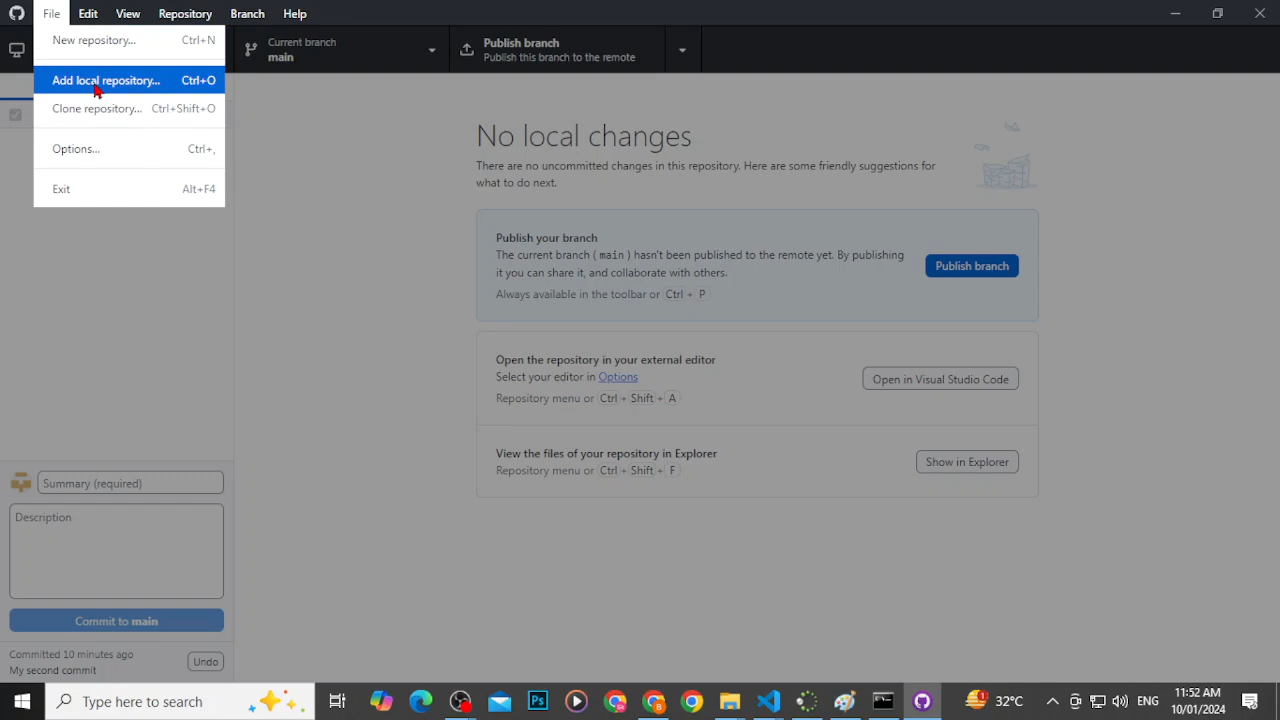 File Edit View Repository Branch Help
New repository... Ctrl+N
Add local repository... Ctrl+O
Clone repository... Ctrl+Shift+O
Options... Ctrl+,
Exit Alt+F4
Current branch
main
Publish branch
Publish this branch to the remote
No local changes
There are no uncommitted changes in this repository. Here are some friendly suggestions for
what to do next.
Publish your branch
The current branch ( main ) hasn't been published to the remote yet. By publishing
it you can share it, and collaborate with others.
Always available in the toolbar or Ctrl + P
Publish branch
Open the repository in your external editor
Select your editor in Options
Repository menu or Ctrl + Shift + A
Open in Visual Studio Code
View the files of your repository in Explorer
Repository menu or Ctrl + Shift + F
Show in Explorer
Summary (required)
Description
Commit to main
Committed 10 minutes ago
My second commit
Undo
Type here to search
Ps
1
32°C
ENG
11:52 AM
10/01/2024